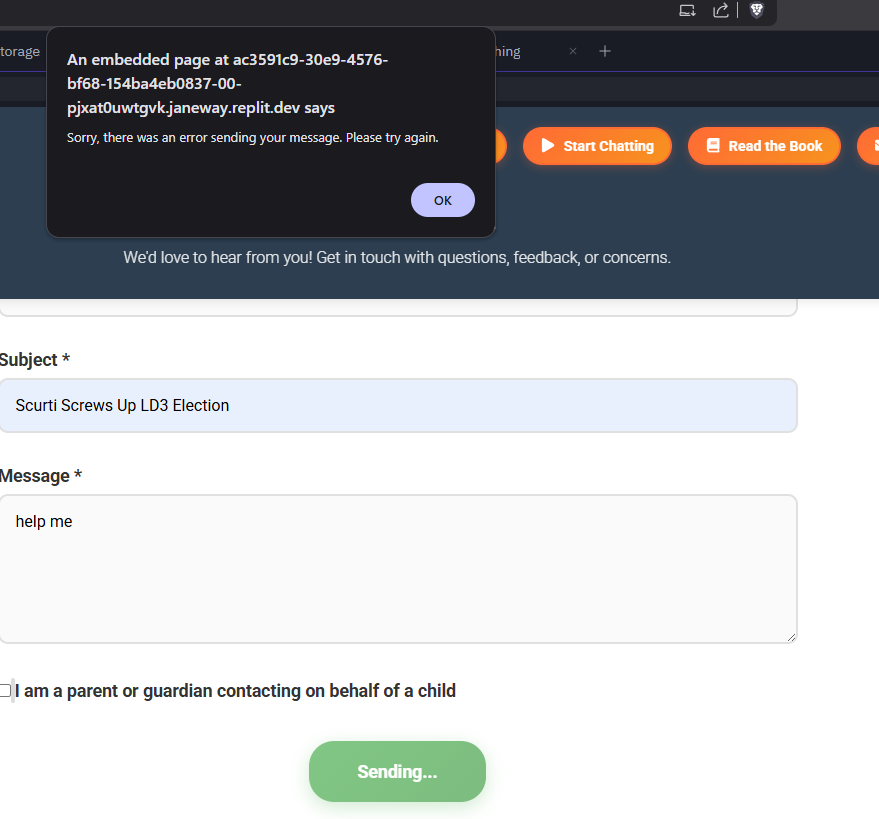 torage
hing
An embedded page at ac3591c9-30e9-4576-
bf68-154ba4eb0837-00-
pjxat0uwtgvk.janeway.replit.dev says
Sorry, there was an error sending your message. Please try again.
OK
Start Chatting
Read the Book
We'd love to hear from you! Get in touch with questions, feedback, or concerns.
Subject *
Scurti Screws Up LD3 Election
Message *
help me
I am a parent or guardian contacting on behalf of a child
Sending...